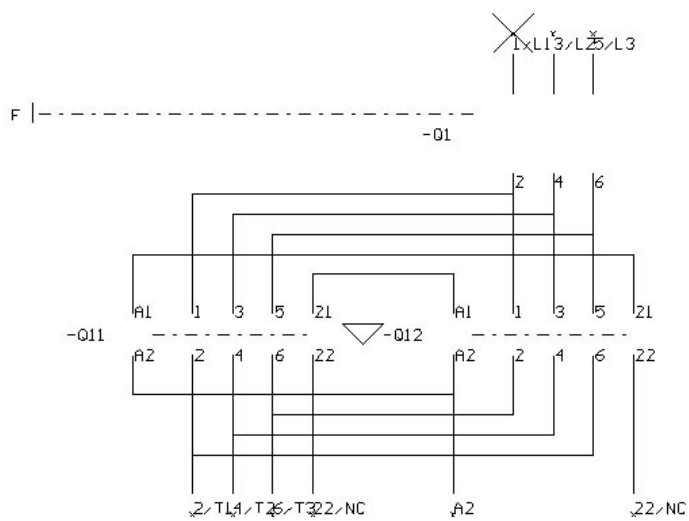 1/L1 3/L2 5/L3
F
-Q1
2 4 6
A1 1 3 5 21 A1 1 3 5 21
-Q11 -Q12
A2 2 4 6 22 A2 2 4 6 22
2/T1 4/T2 6/T3 22/NC A2 22/NC